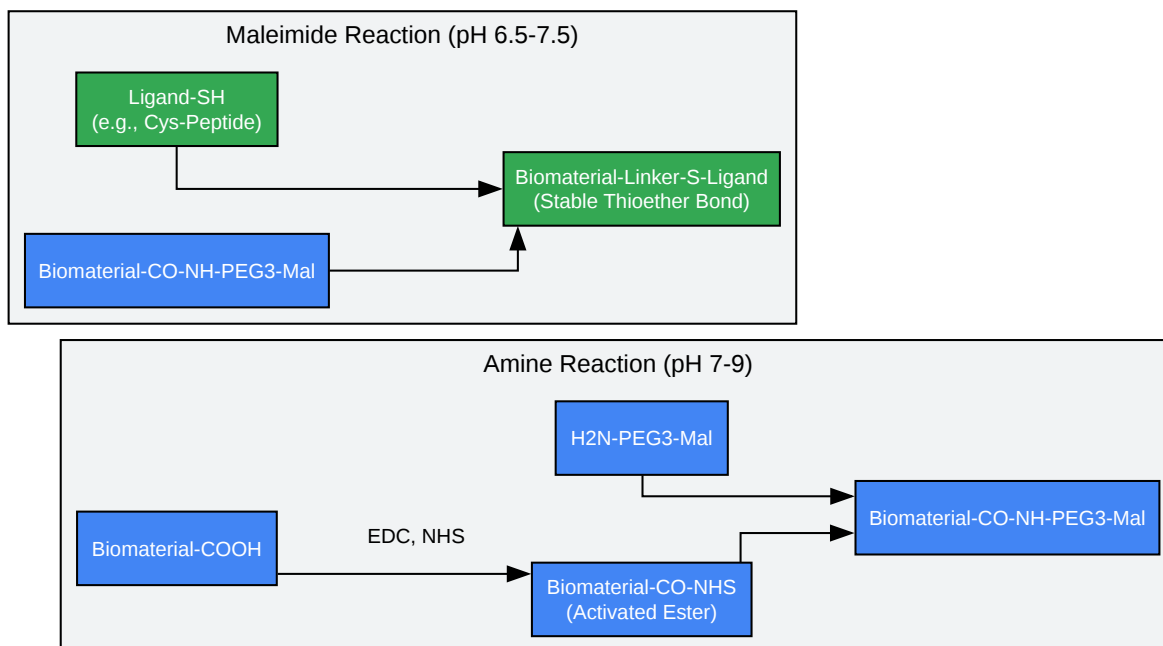 Maleimide Reaction (pH 6.5-7.5)
Ligand-SH
(e.g., Cys-Peptide)
Biomaterial-Linker-S-Ligand
(Stable Thioether Bond)
Biomaterial-CO-NH-PEG3-Mal
Amine Reaction (pH 7-9)
H2N-PEG3-Mal
Biomaterial-CO-NH-PEG3-Mal
Biomaterial-COOH
EDC, NHS
Biomaterial-CO-NHS
(Activated Ester)